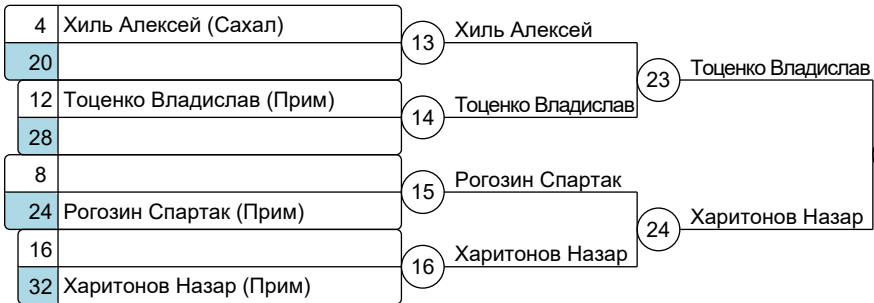 4 Хиль Алексей (Сахал)
20
13 Хиль Алексей
12 Тоценко Владислав (Прим)
28
14 Тоценко Владислав
23 Тоценко Владислав
8
24 Рогозин Спартак (Прим)
15 Рогозин Спартак
16
32 Харитонов Назар (Прим)
16 Харитонов Назар
24 Харитонов Назар